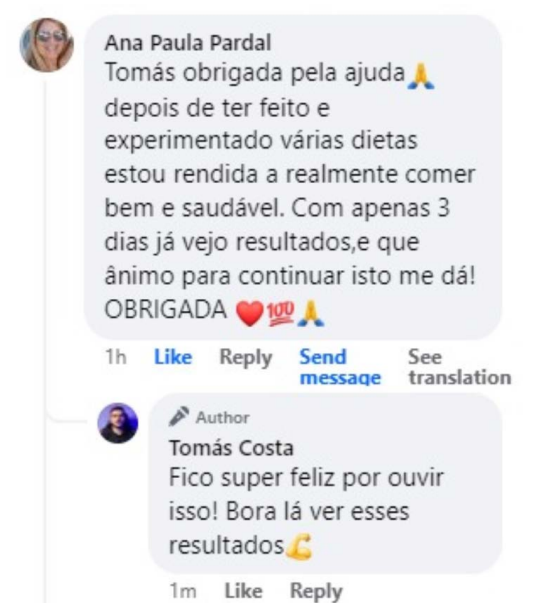 Ana Paula Pardal
Tomás obrigada pela ajuda🙏
depois de ter feito e
experimentado várias dietas
estou rendida a realmente comer
bem e saudável. Com apenas 3
dias já vejo resultados,e que
ânimo para continuar isto me dá!
OBRIGADA ❤️💯🙏
1h Like Reply Send message See translation
Author
Tomás Costa
Fico super feliz por ouvir
isso! Bora lá ver esses
resultados💪
1m Like Reply